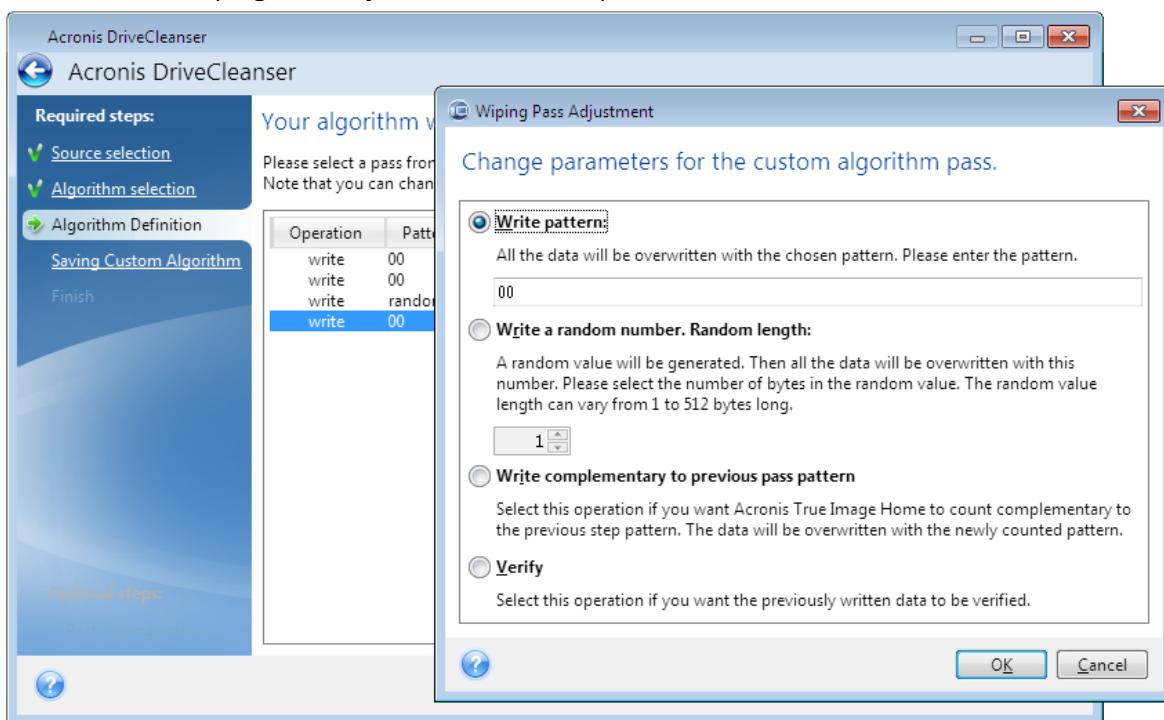 Acronis DriveCleanser
Acronis DriveCleanser
Required steps:
Source selection
Algorithm selection
Algorithm Definition
Saving Custom Algorithm
Finish
Optional steps:
Your algorithm
Please select a pass
Note that you can
Operation
write 00
write 00
write
write 00
Wiping Pass Adjustment
Change parameters for the custom algorithm pass.
Write pattern:
All the data will be overwritten with the chosen pattern. Please enter the pattern.
00
Write a random number. Random length:
A random value will be generated. Then all the data will be overwritten with this
number. Please select the number of bytes in the random value. The random value
length can vary from 1 to 512 bytes long.
1
Write complementary to previous pass pattern
Select this operation if you want Acronis True Image Home to count complementary to
the previous step pattern. The data will be overwritten with the newly counted pattern.
Verify
Select this operation if you want the previously written data to be verified.
OK
Cancel